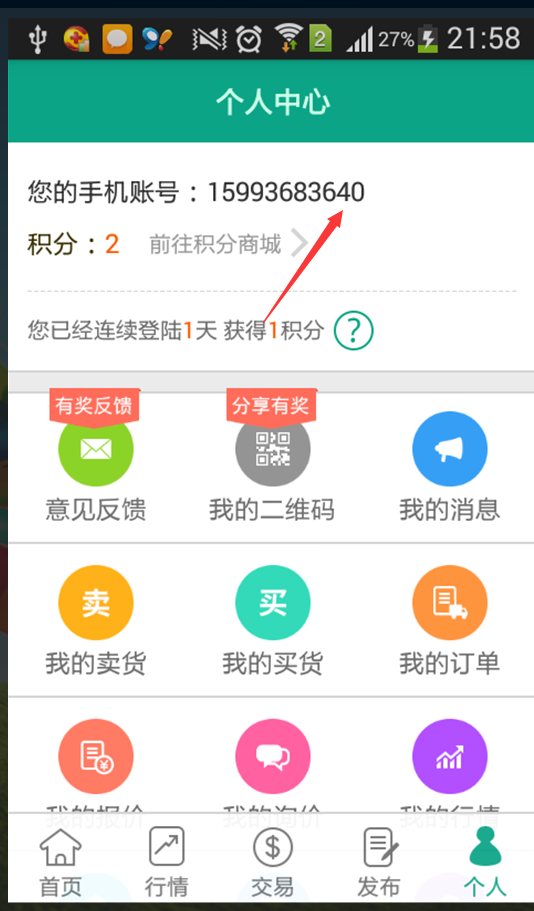 2 27% 21:58
个人中心
您的手机账号：15993683640
积分：2 前往积分商城
您已经连续登陆1天 获得1积分 ?
有奖反馈 分享有奖
意见反馈 我的二维码 我的消息
卖 买
我的卖货 我的买货 我的订单
我的报价 我的询价 我的行情
$
首页 行情 交易 发布 个人